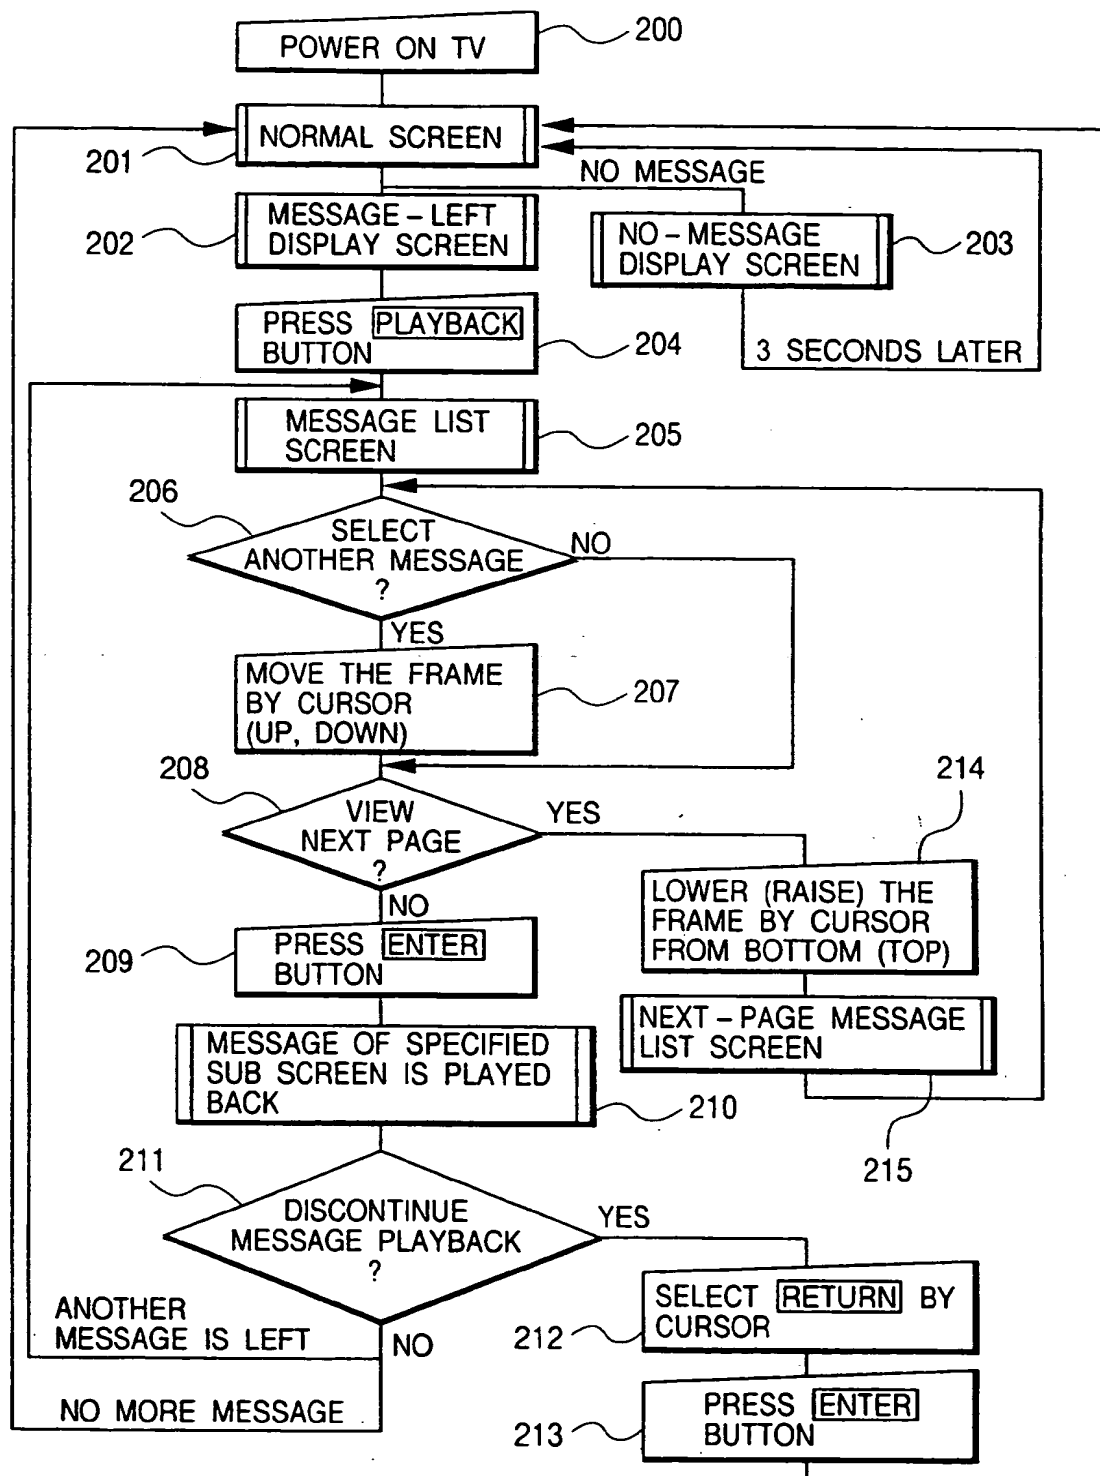 POWER ON TV
200
NORMAL SCREEN
201
NO MESSAGE
MESSAGE-LEFT
DISPLAY SCREEN
202
NO-MESSAGE
DISPLAY SCREEN
203
PRESS PLAYBACK
BUTTON
204
3 SECONDS LATER
MESSAGE LIST
SCREEN
205
206
SELECT
ANOTHER MESSAGE
?
NO
YES
MOVE THE FRAME
BY CURSOR
(UP, DOWN)
207
208
VIEW
NEXT PAGE
?
YES
214
NO
LOWER (RAISE) THE
FRAME BY CURSOR
FROM BOTTOM (TOP)
209
PRESS ENTER
BUTTON
NEXT-PAGE MESSAGE
LIST SCREEN
215
MESSAGE OF SPECIFIED
SUB SCREEN IS PLAYED
BACK
210
211
DISCONTINUE
MESSAGE PLAYBACK
?
YES
SELECT RETURN BY
CURSOR
212
ANOTHER
MESSAGE IS LEFT
NO
NO MORE MESSAGE
PRESS ENTER
BUTTON
213